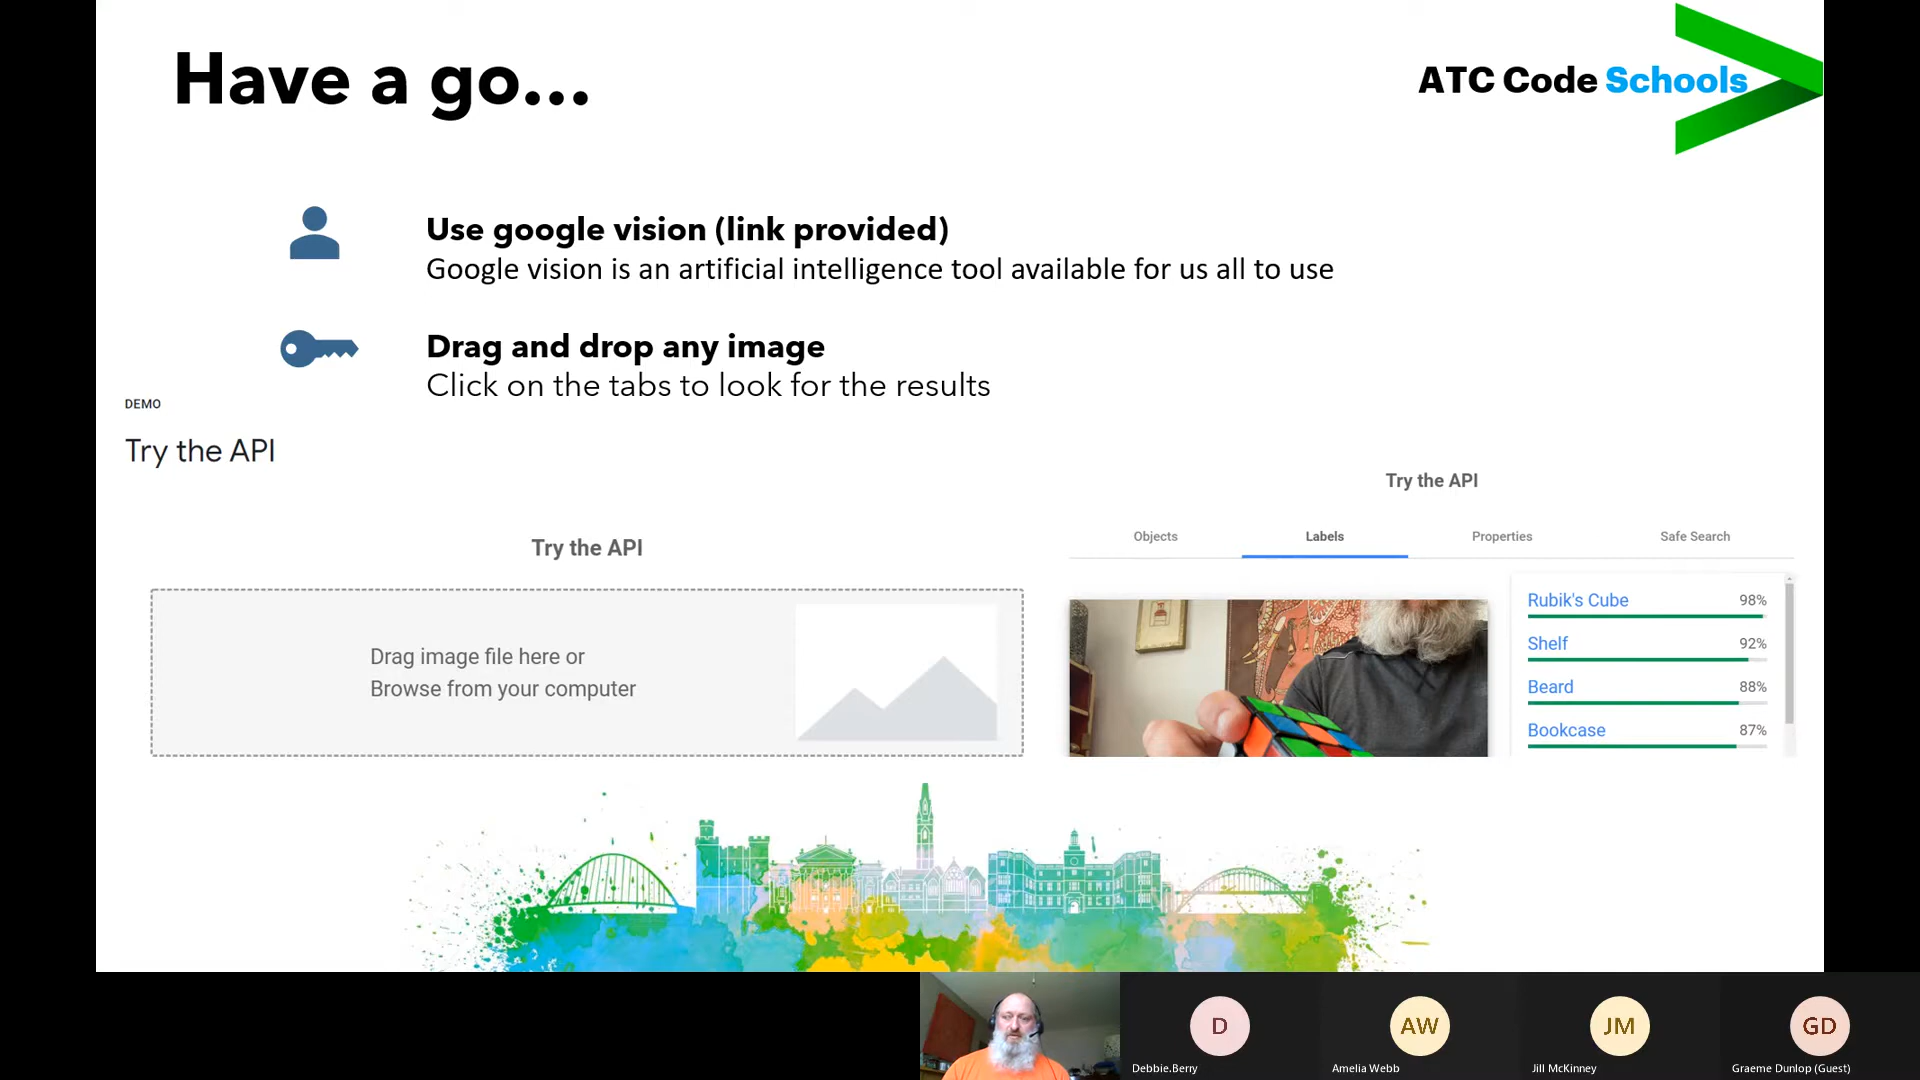 Have a go...
ATC Code Schools
Use google vision (link provided)
Google vision is an artificial intelligence tool available for us all to use
Drag and drop any image
Click on the tabs to look for the results
DEMO
Try the API
Try the API
Drag image file here or
Browse from your computer
Try the API
Objects Labels Properties Safe Search
Rubik's Cube 98%
Shelf 92%
Beard 88%
Bookcase 87%
D AW JM GD
Debbie.Berry Amelia Webb Jill McKinney Graeme Dunlop (Guest)